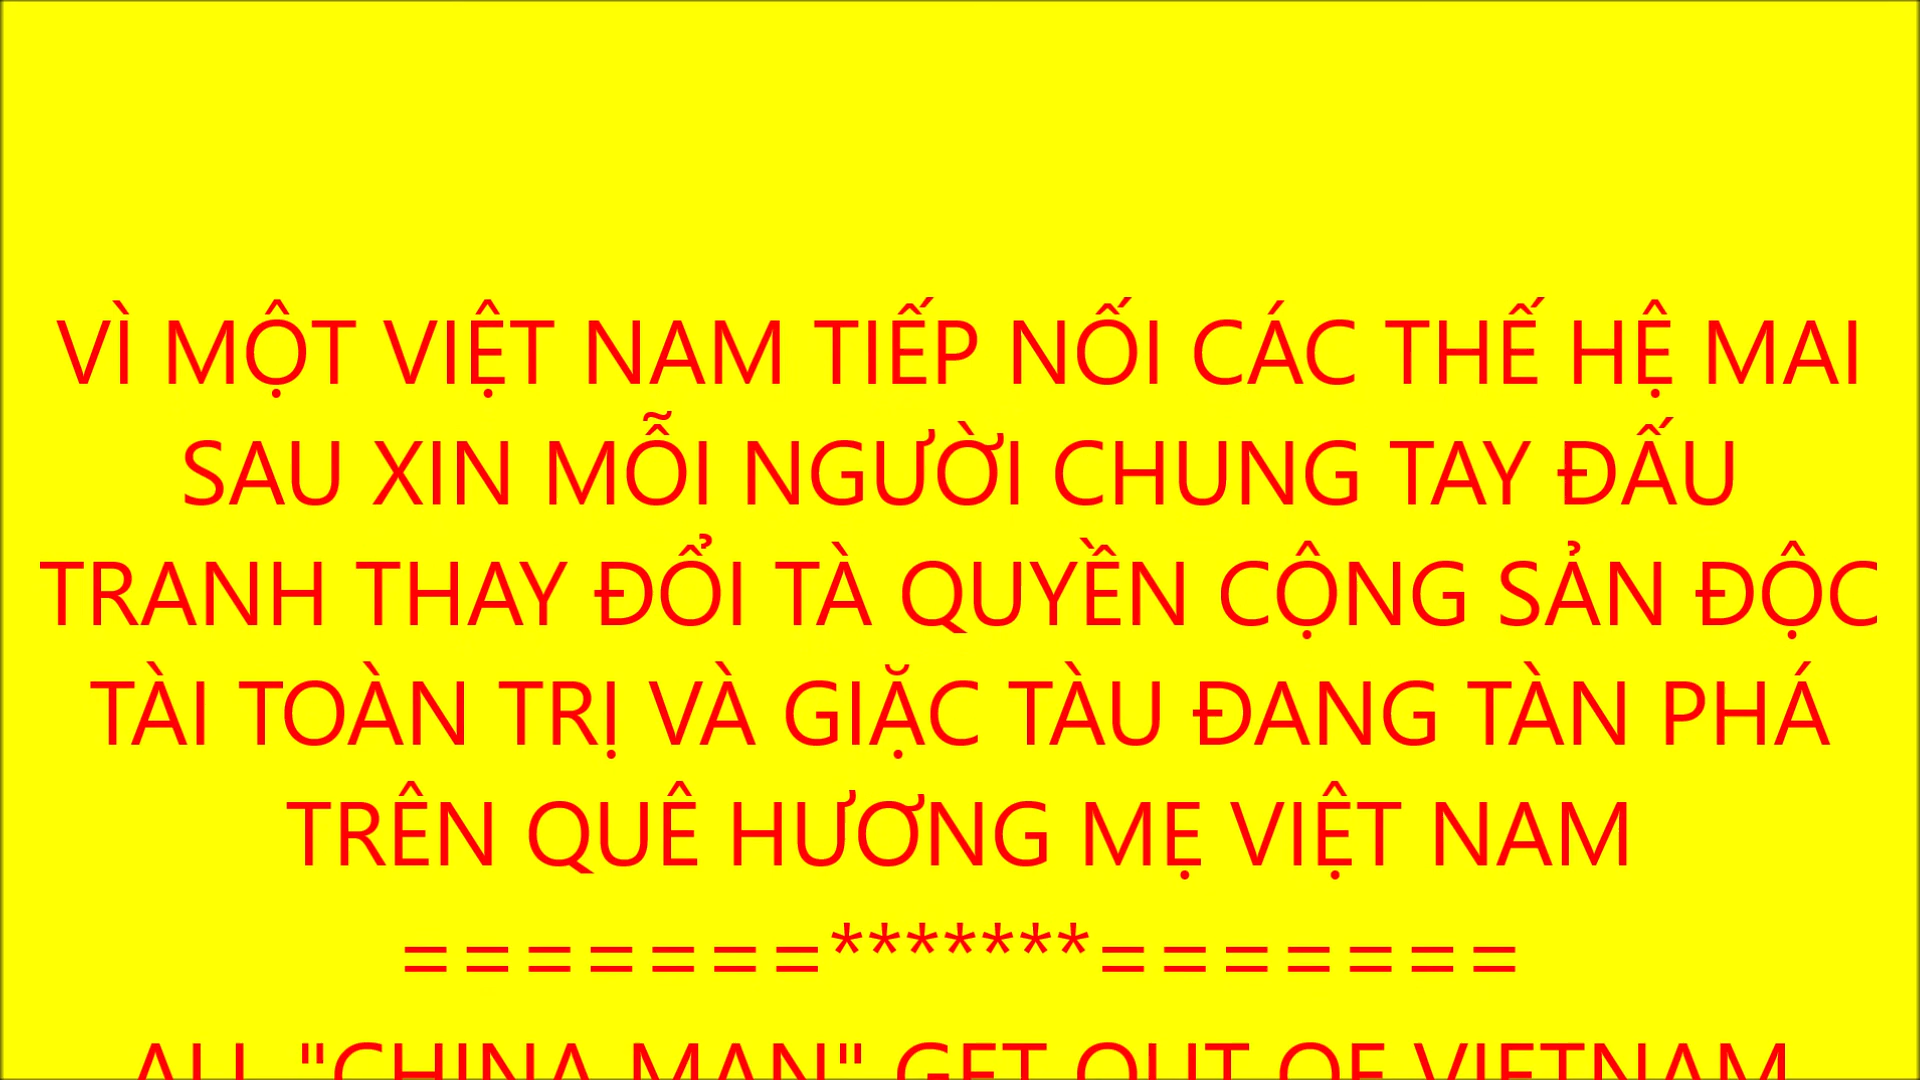 VÌ MỘT VIỆT NAM TIẾP NỐI CÁC THẾ HỆ MAI
SAU XIN MỖI NGƯỜI CHUNG TAY ĐẤU
TRANH THAY ĐỔI TÀ QUYỀN CỘNG SẢN ĐỘC
TÀI TOÀN TRỊ VÀ GIẶC TÀU ĐANG TÀN PHÁ
TRÊN QUÊ HƯƠNG MẸ VIỆT NAM
=======*******=======
ALL "CHINA MAN" GET OUT OF VIETNAM